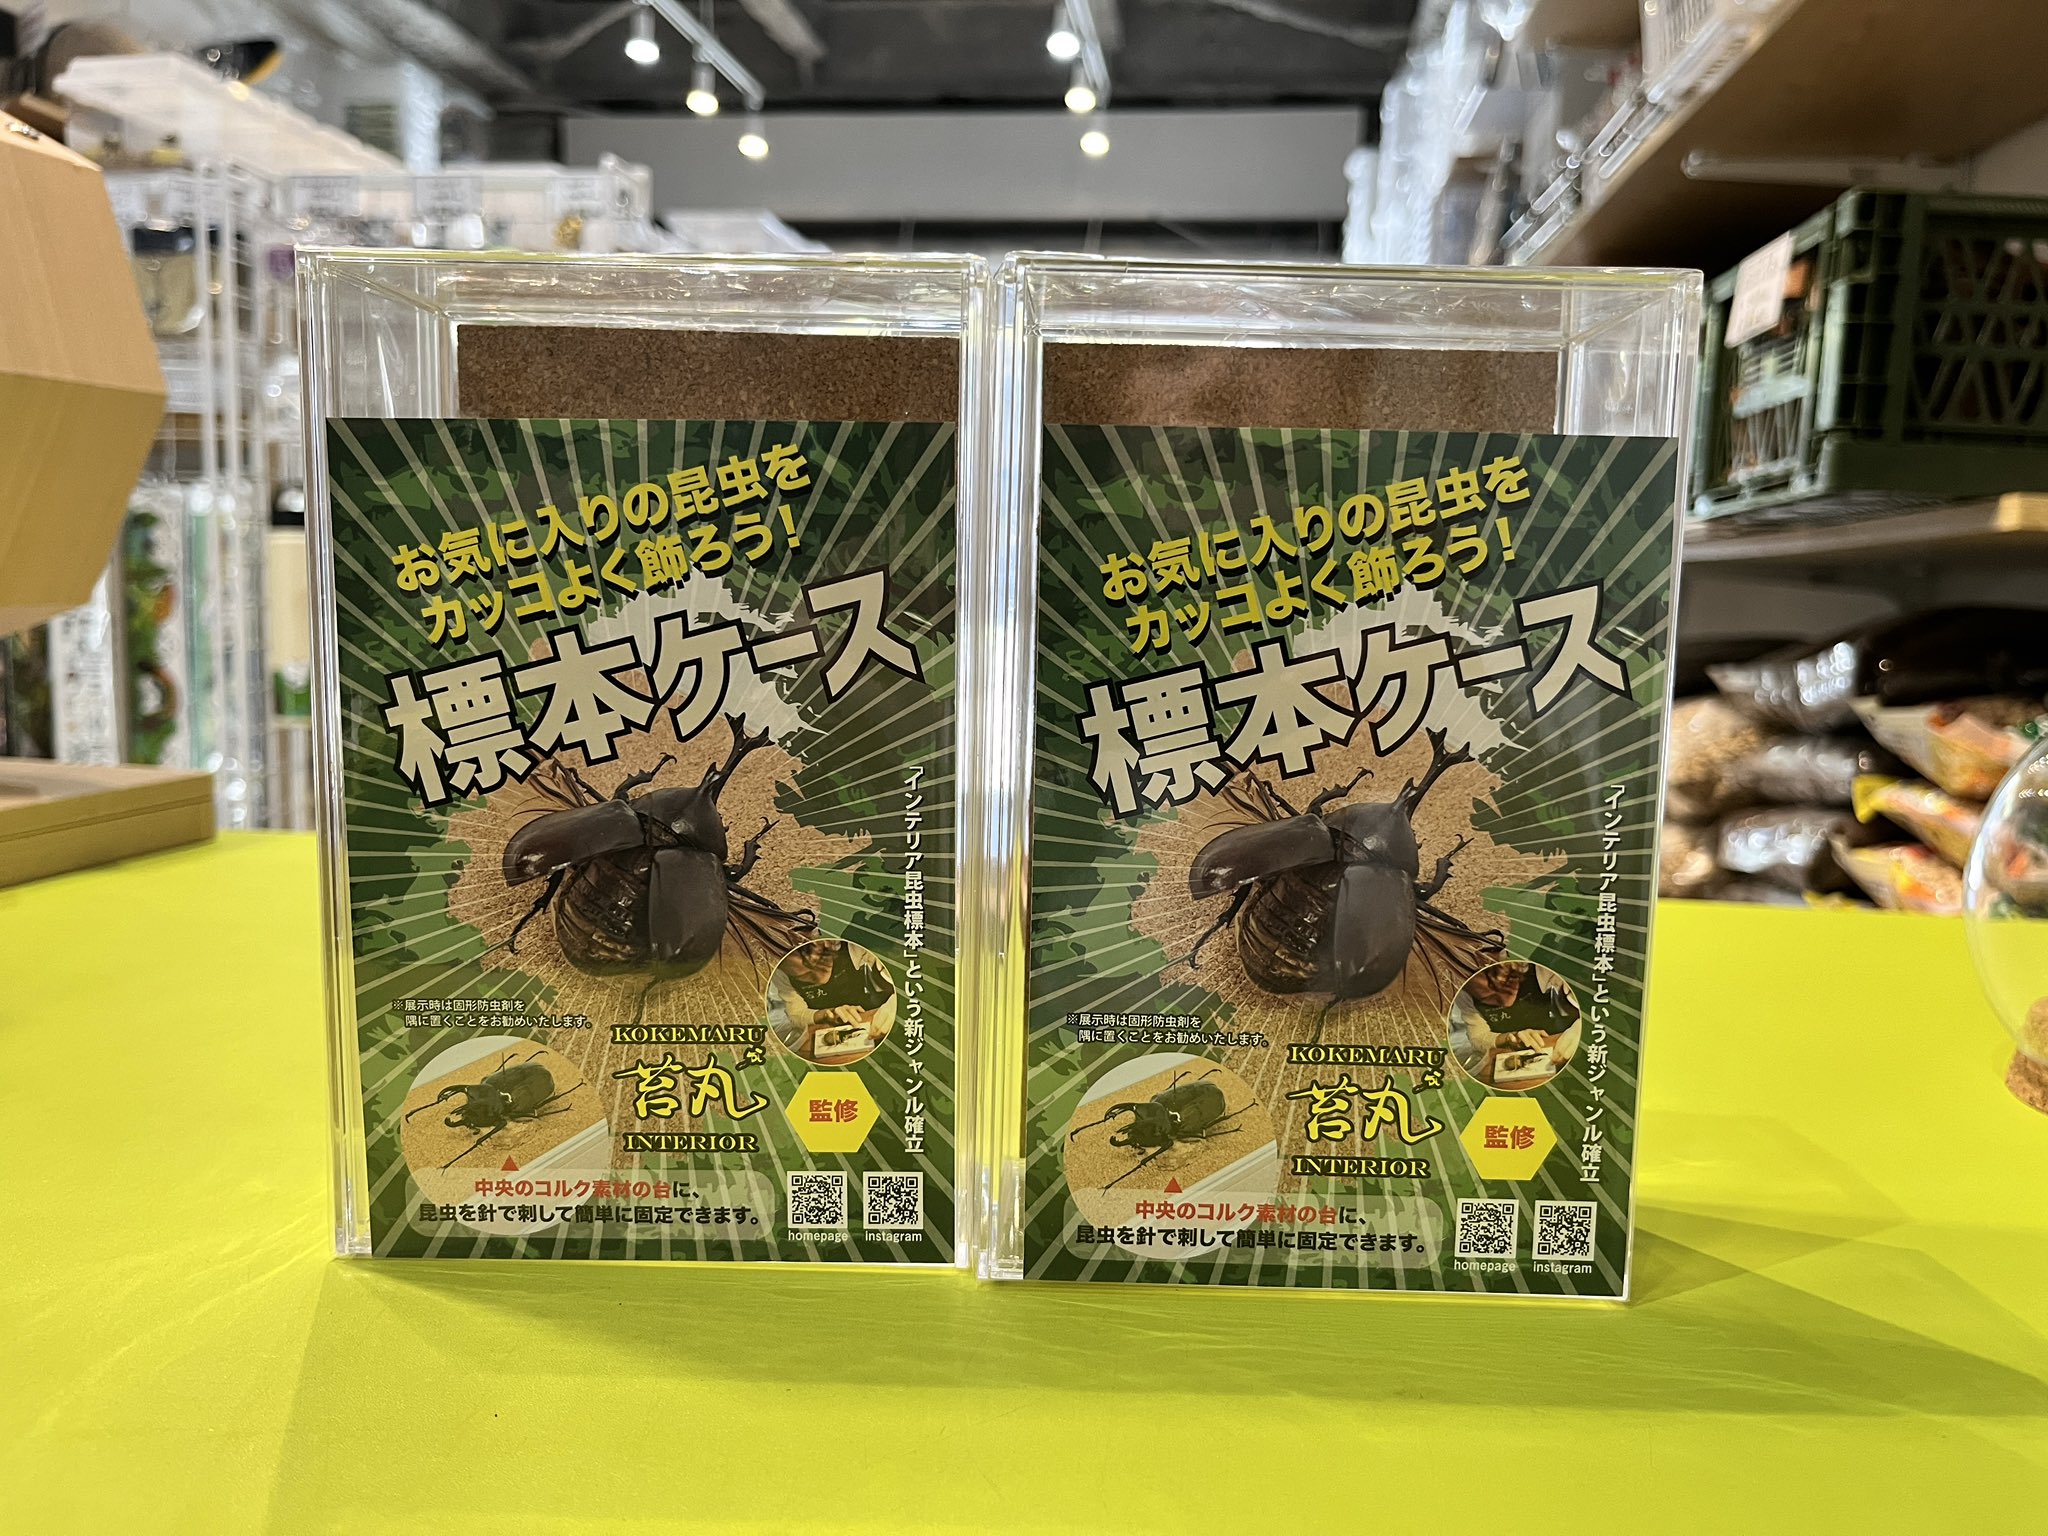 お気に入りの昆虫を
カッコよく飾ろう!
標本ケース
「インテリア昆虫標本」という新ジャンル確立
※展示時は固形防虫剤を
隅に置くことをお勧めいたします。
KOKEMARU
苔丸
INTERIOR
苔丸
監修
中央のコルク素材の台に、
昆虫を針で刺して簡単に固定できます。
homepage
instagram
お気に入りの昆虫を
カッコよく飾ろう!
標本ケース
「インテリア昆虫標本」という新ジャンル確立
※展示時は固形防虫剤を
隅に置くことをお勧めいたします。
KOKEMARU
苔丸
INTERIOR
苔丸
監修
中央のコルク素材の台に、
昆虫を針で刺して簡単に固定できます。
homepage
instagram